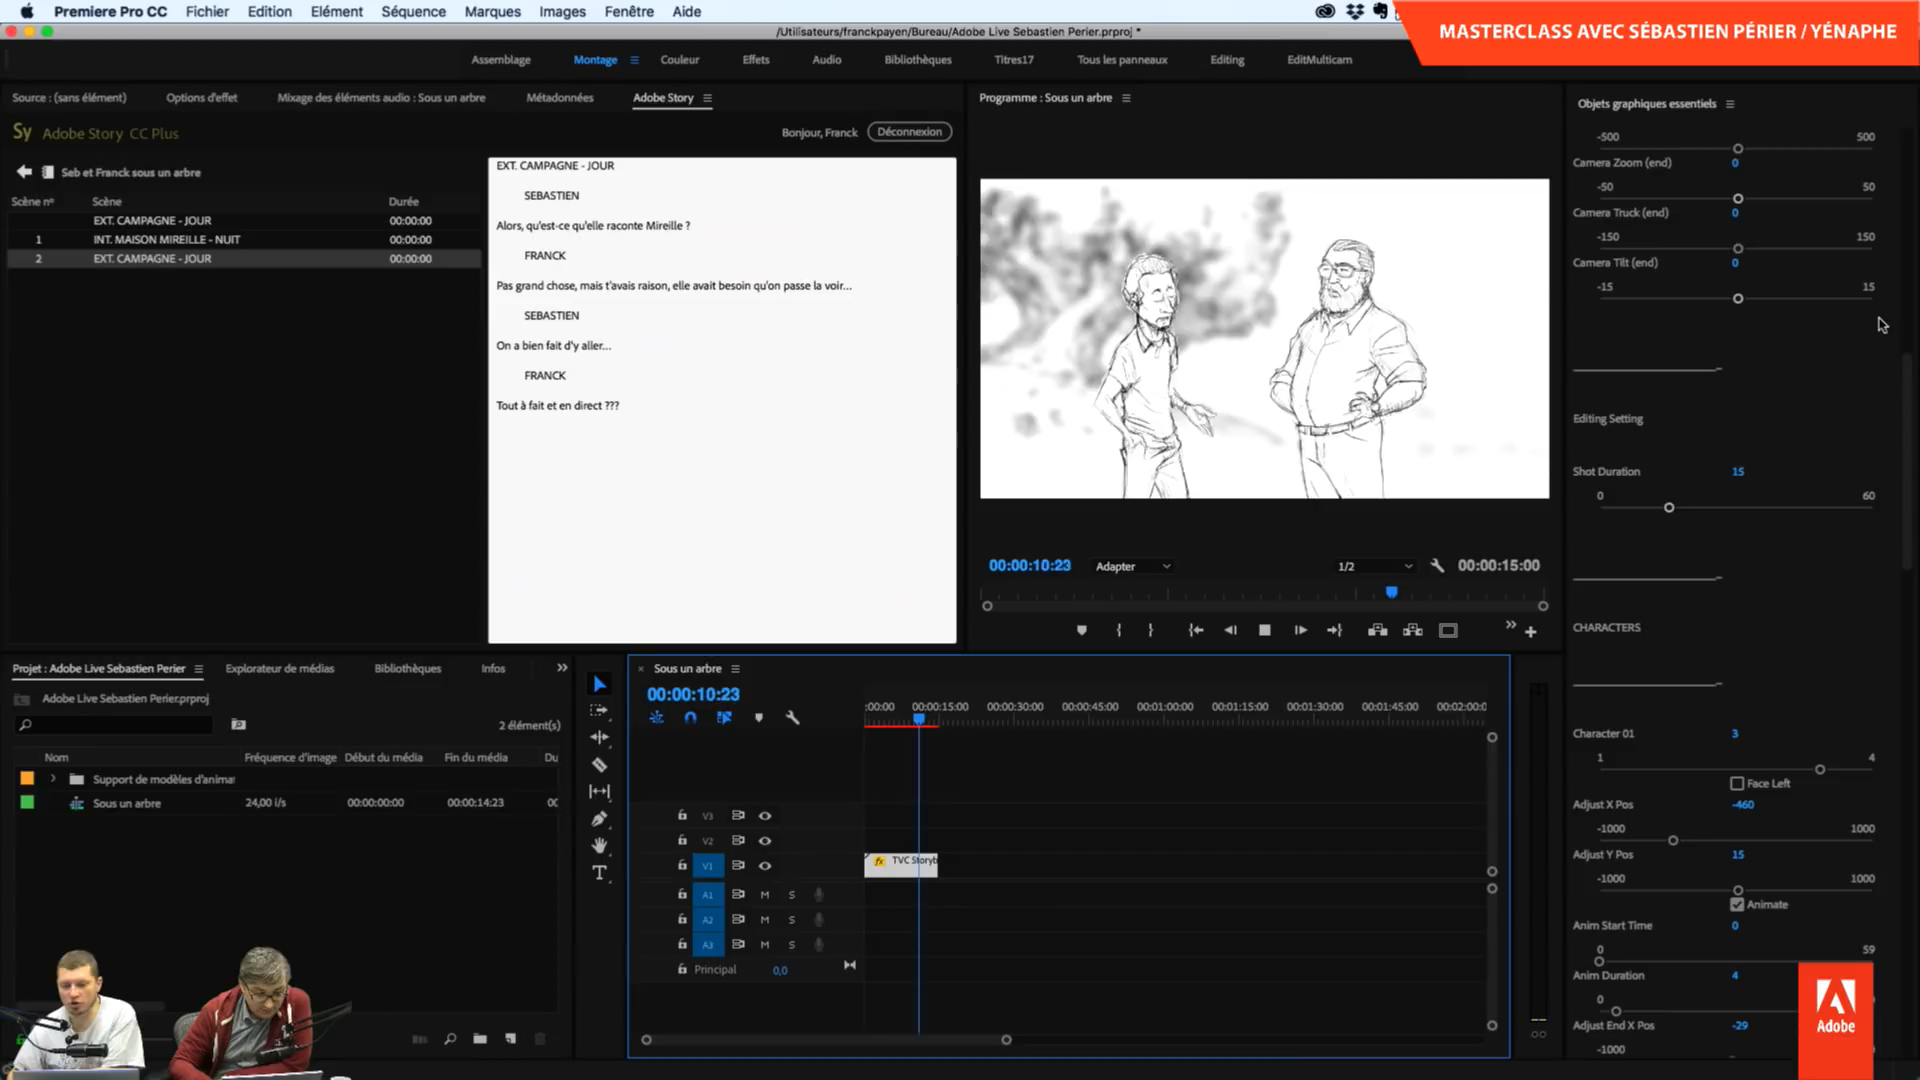 Premiere Pro CC Fichier Edition Elément Séquence Marques Images Fenêtre Aide
/Utilisateurs/franckpayen/Bureau/Adobe Live Sebastien Perier.prproj *
MASTERCLASS AVEC SÉBASTIEN PÉRIER / YÉNAPHE
Assemblage Montage Couleur Effets Audio Bibliothèques Titres17 Tous les panneaux Editing EditMulticam
Source : (sans élément) Options d'effet Mixage des éléments audio : Sous un arbre Métadonnées Adobe Story
Sy Adobe Story CC Plus
Bonjour, Franck Déconnexion
Seb et Franck sous un arbre
Scène nº Scène Durée
EXT. CAMPAGNE - JOUR 00:00:00
1 INT. MAISON MIREILLE - NUIT 00:00:00
2 EXT. CAMPAGNE - JOUR 00:00:00
EXT. CAMPAGNE - JOUR
SEBASTIEN
Alors, qu'est-ce qu'elle raconte Mireille ?
FRANCK
Pas grand chose, mais t'avais raison, elle avait besoin qu'on passe la voir...
SEBASTIEN
On a bien fait d'y aller...
FRANCK
Tout à fait et en direct ???
Programme : Sous un arbre
00:00:10:23 Adapter 1/2 00:00:15:00
Objets graphiques essentiels
-500 500
Camera Zoom (end) 0
-50 50
Camera Truck (end) 0
-150 150
Camera Tilt (end) 0
-15 15
Editing Setting
Shot Duration 15
0 60
CHARACTERS
Character 01 3
1 4
Face Left
Adjust X Pos -460
-1000 1000
Adjust Y Pos 15
-1000 1000
Animate
Anim Start Time 0
0 59
Anim Duration 4
0
Adjust End X Pos -29
-1000
Projet : Adobe Live Sebastien Perier Explorateur de médias Bibliothèques Infos
Adobe Live Sebastien Perier.prproj
2 élément(s)
Nom Fréquence d'image Début du média Fin du média Du
Support de modèles d'animat
Sous un arbre 24,00 i/s 00:00:00:00 00:00:14:23 00
Sous un arbre
00:00:10:23
:00:00 00:00:15:00 00:00:30:00 00:00:45:00 00:01:00:00 00:01:15:00 00:01:30:00 00:01:45:00 00:02:00:0
V3
V2
V1 fx TVC Storyb
A1 M S
A2 M S
A3 M S
Principal 0,0
Adobe